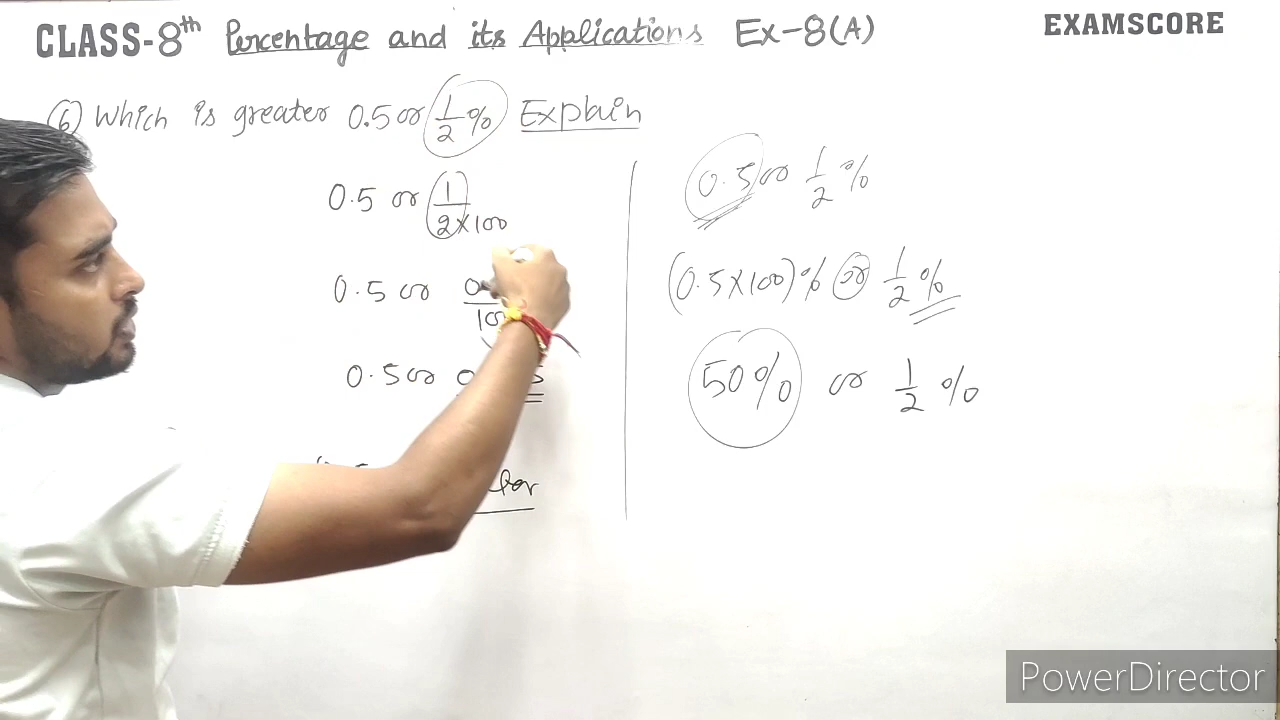 CLASS-8th Percentage and its Applications Ex-8(A)
EXAMSCORE
6 Which is greater 0.5 or 1/2 % Explain
0.5 or 1/2×100
0.5 or
0.5 or
0.5 or 1/2 %
(0.5×100)% or 1/2 %
50% or 1/2 %
PowerDirector